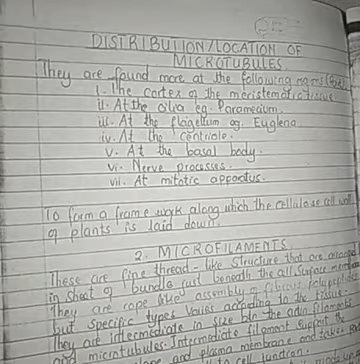 DISTRIBUTION/LOCATION OF
MICROTUBULES
They are found more at the following
i. The cortex of the meristematic tissue
ii. At the cilia eg. Paramecium.
iii. At the flagellum eg. Euglena
iv. At the centriole.
v. At the basal body.
vi. Nerve processes.
vii. At mitotic apparatus.
To form a frame work along which the cellulose cell wall
of plants is laid down.
2. MICROFILAMENTS
These are fine thread-like structure that are arranged
in sheet or bundle just beneath the cell surface
They are rope like assembly of fibrous
but specific types varies according to the tissue
They are intermediate in size b/n the actin filaments
and microtubules. Intermediate filament support the
and plasma membrane and takes
cell junction